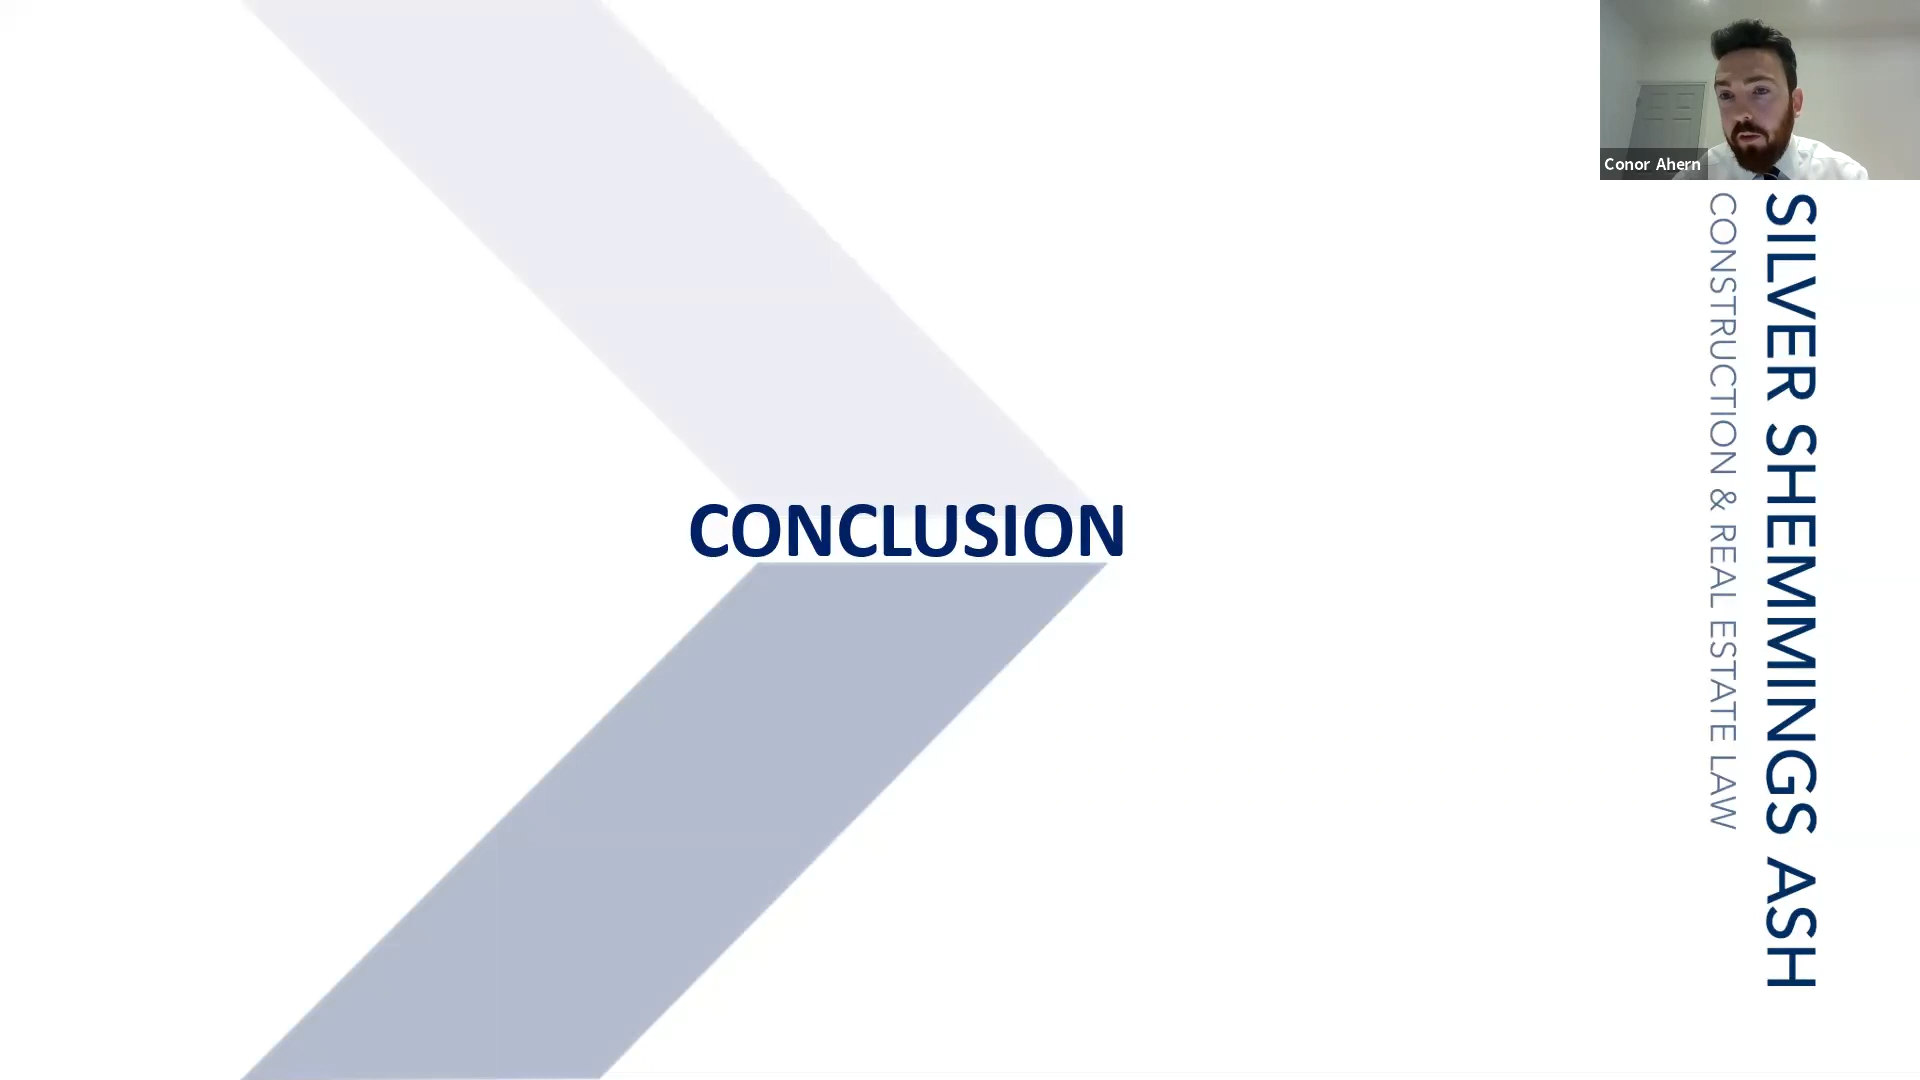 Conor Ahern
CONCLUSION
SILVER SHEMMINGS ASH
CONSTRUCTION & REAL ESTATE LAW